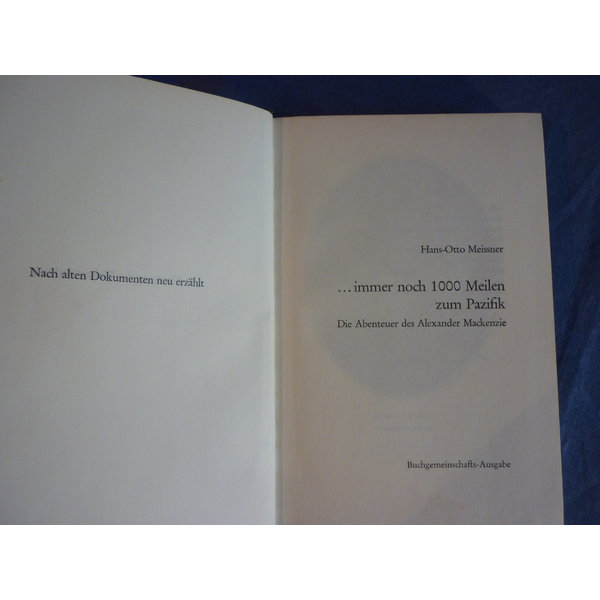 Nach alten Dokumenten neu erzählt
Hans-Otto Meissner
...immer noch 1000 Meilen
zum Pazifik
Die Abenteuer des Alexander Mackenzie
Buchgemeinschafts-Ausgabe